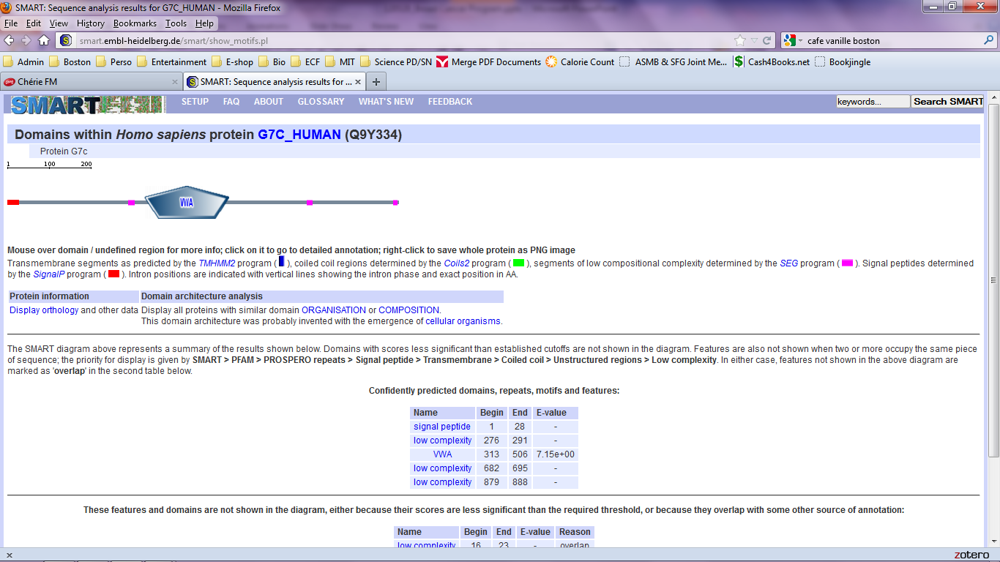 SMART: Sequence analysis results for G7C_HUMAN - Mozilla Firefox
File Edit View History Bookmarks Tools Help
smart.embl-heidelberg.de/smart/show_motifs.pl
cafe vanille boston
Admin Boston Perso Entertainment E-shop Bio ECF MIT Science PD/SN Merge PDF Documents Calorie Count ASMB & SFG Joint Me... Cash4Books.net Bookjingle
Chérie FM
SMART: Sequence analysis results for ...
SMART SETUP FAQ ABOUT GLOSSARY WHAT'S NEW FEEDBACK keywords... Search SMART
Domains within Homo sapiens protein G7C_HUMAN (Q9Y334)
Protein G7c
1 100 200
VWA
Mouse over domain / undefined region for more info; click on it to go to detailed annotation; right-click to save whole protein as PNG image
Transmembrane segments as predicted by the TMHMM2 program ( ), coiled coil regions determined by the Coils2 program ( ), segments of low compositional complexity determined by the SEG program ( ). Signal peptides determined
by the SignalP program ( ). Intron positions are indicated with vertical lines showing the intron phase and exact position in AA.
Protein information Domain architecture analysis
Display orthology and other data Display all proteins with similar domain ORGANISATION or COMPOSITION.
This domain architecture was probably invented with the emergence of cellular organisms.
The SMART diagram above represents a summary of the results shown below. Domains with scores less significant than established cutoffs are not shown in the diagram. Features are also not shown when two or more occupy the same piece
of sequence; the priority for display is given by SMART > PFAM > PROSPERO repeats > Signal peptide > Transmembrane > Coiled coil > Unstructured regions > Low complexity. In either case, features not shown in the above diagram are
marked as 'overlap' in the second table below.
Confidently predicted domains, repeats, motifs and features:
Name Begin End E-value
signal peptide 1 28 -
low complexity 276 291 -
VWA 313 506 7.15e+00
low complexity 682 695 -
low complexity 879 888 -
These features and domains are not shown in the diagram, either because their scores are less significant than the required threshold, or because they overlap with some other source of annotation:
Name Begin End E-value Reason
low complexity 16 23 - overlap
zotero